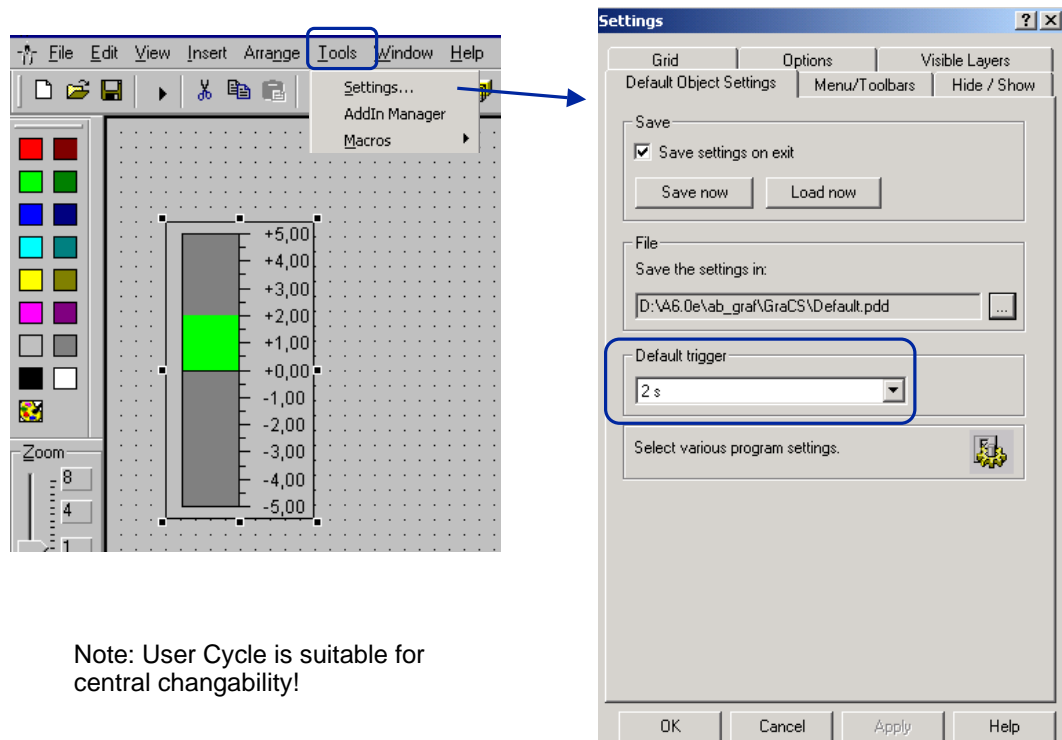 File Edit View Insert Arrange Tools Window Help
Settings...
AddIn Manager
Macros
+5,00
+4,00
+3,00
+2,00
+1,00
+0,00
-1,00
-2,00
-3,00
-4,00
-5,00
Zoom
8
4
1
Note: User Cycle is suitable for
central changability!
Settings
Grid Options Visible Layers
Default Object Settings Menu/Toolbars Hide / Show
Save
Save settings on exit
Save now Load now
File
Save the settings in:
D:\A6.0e\ab_graf\GraCS\Default.pdd ...
Default trigger
2 s
Select various program settings.
OK Cancel Apply Help